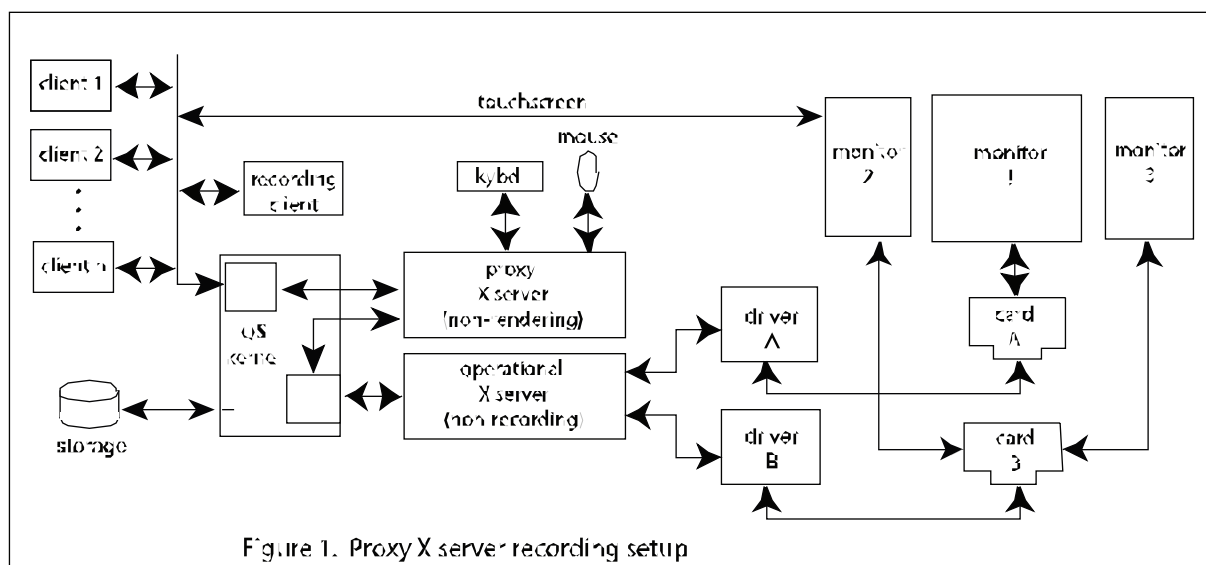 client 1
touchscreen
client 2
mouse
kybd
recording
client
monitor
2
monitor
1
monitor
3
client n
proxy
X server
(non-rendering)
OS
kernel
operational
X server
(non recording)
driver
A
card
A
storage
driver
B
card
B
Figure 1. Proxy X server recording setup